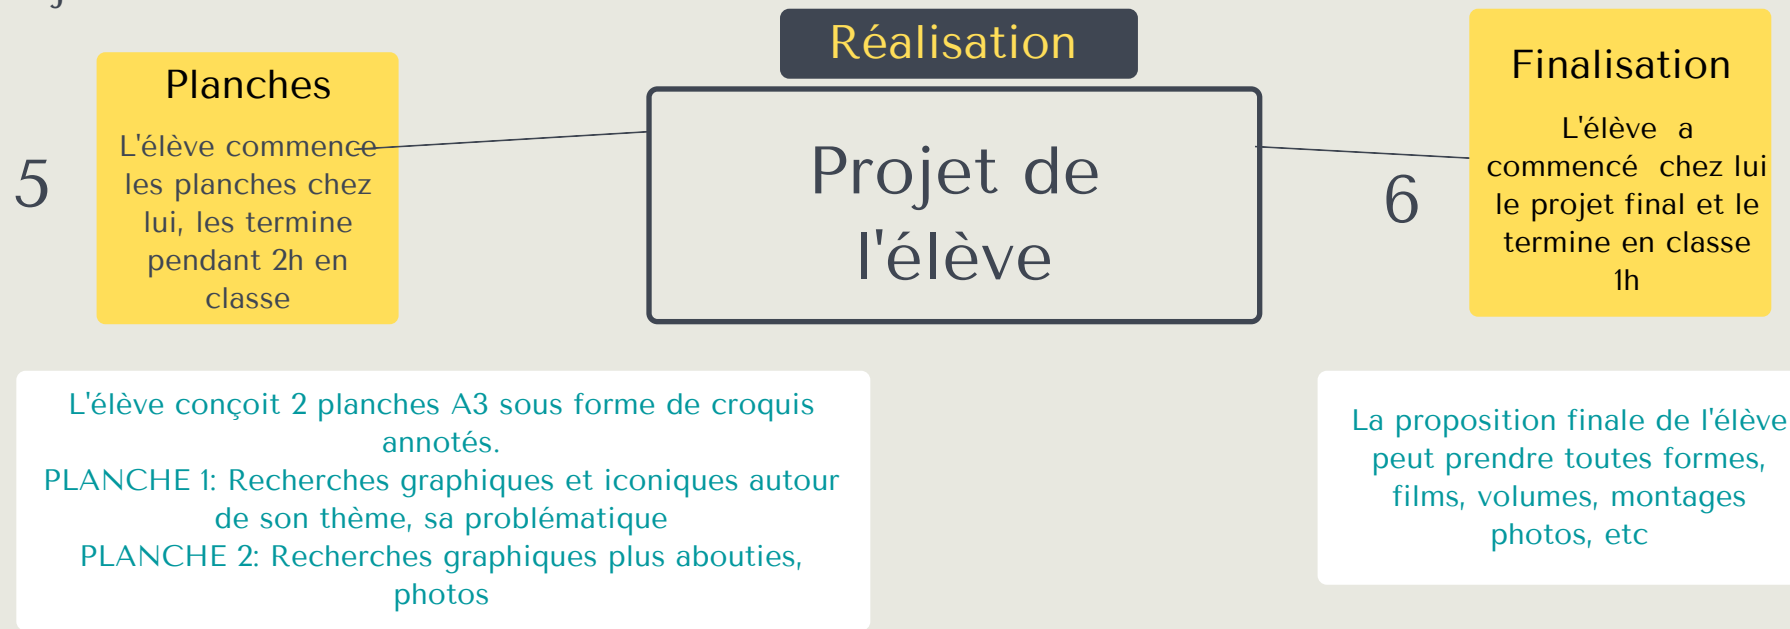 Réalisation
Planches
L'élève commence
les planches chez
lui, les termine
pendant 2h en
classe
5
Projet de
l'élève
6
Finalisation
L'élève a
commencé chez lui
le projet final et le
termine en classe
1h
L'élève conçoit 2 planches A3 sous forme de croquis
annotés.
PLANCHE 1: Recherches graphiques et iconiques autour
de son thème, sa problématique
PLANCHE 2: Recherches graphiques plus abouties,
photos
La proposition finale de l'élève
peut prendre toutes formes,
films, volumes, montages
photos, etc